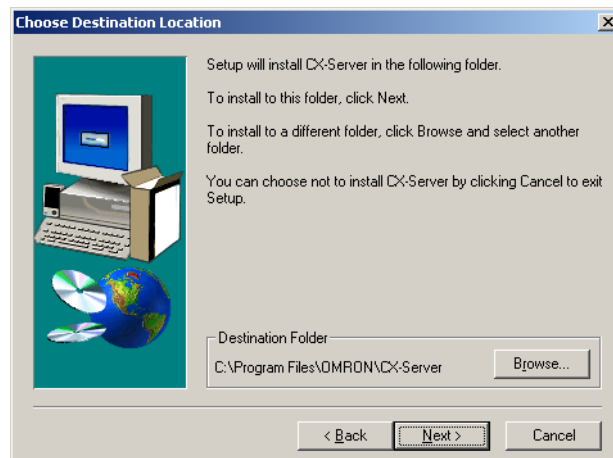 Choose Destination Location
Setup will install CX-Server in the following folder.
To install to this folder, click Next.
To install to a different folder, click Browse and select another
folder.
You can choose not to install CX-Server by clicking Cancel to exit
Setup.
Destination Folder
C:\Program Files\OMRON\CX-Server
Browse...
< Back
Next >
Cancel